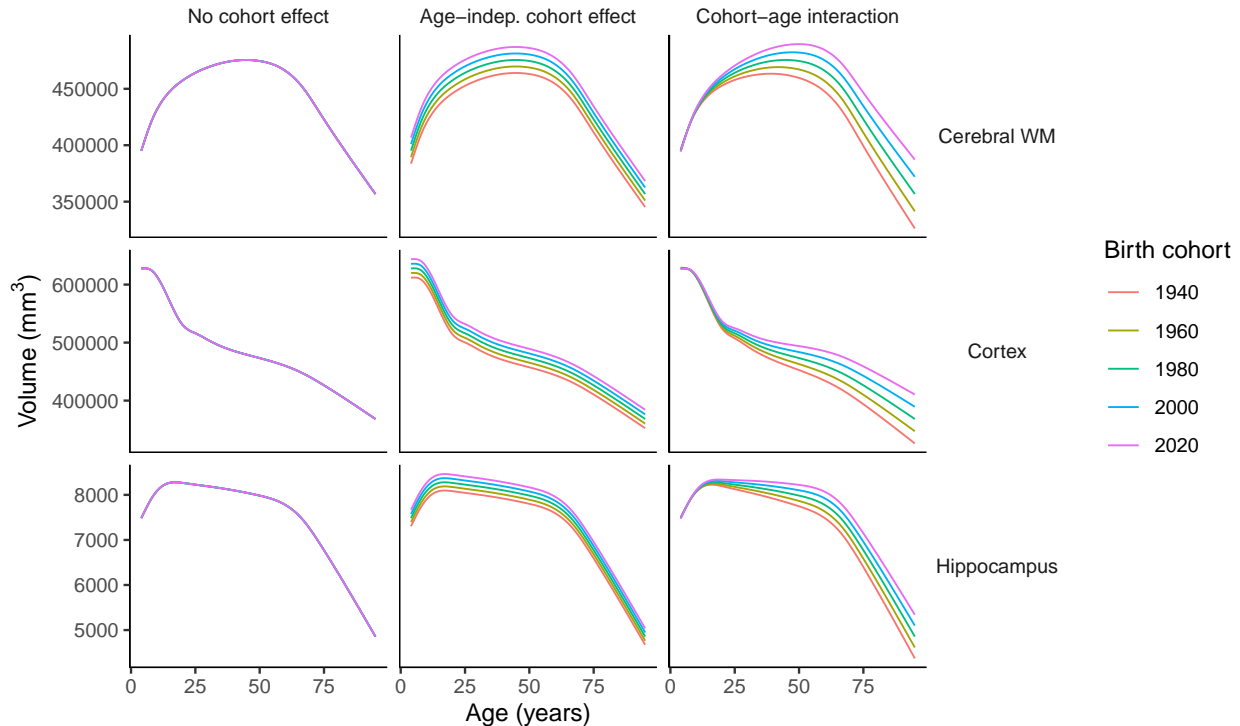 No cohort effect
Age−indep. cohort effect
Cohort−age interaction
450000
400000
350000
Cerebral WM
600000
500000
400000
Cortex
8000
7000
6000
5000
Hippocampus
0 25 50 75
0 25 50 75
0 25 50 75
Age (years)
Volume (mm³)
Birth cohort
1940
1960
1980
2000
2020